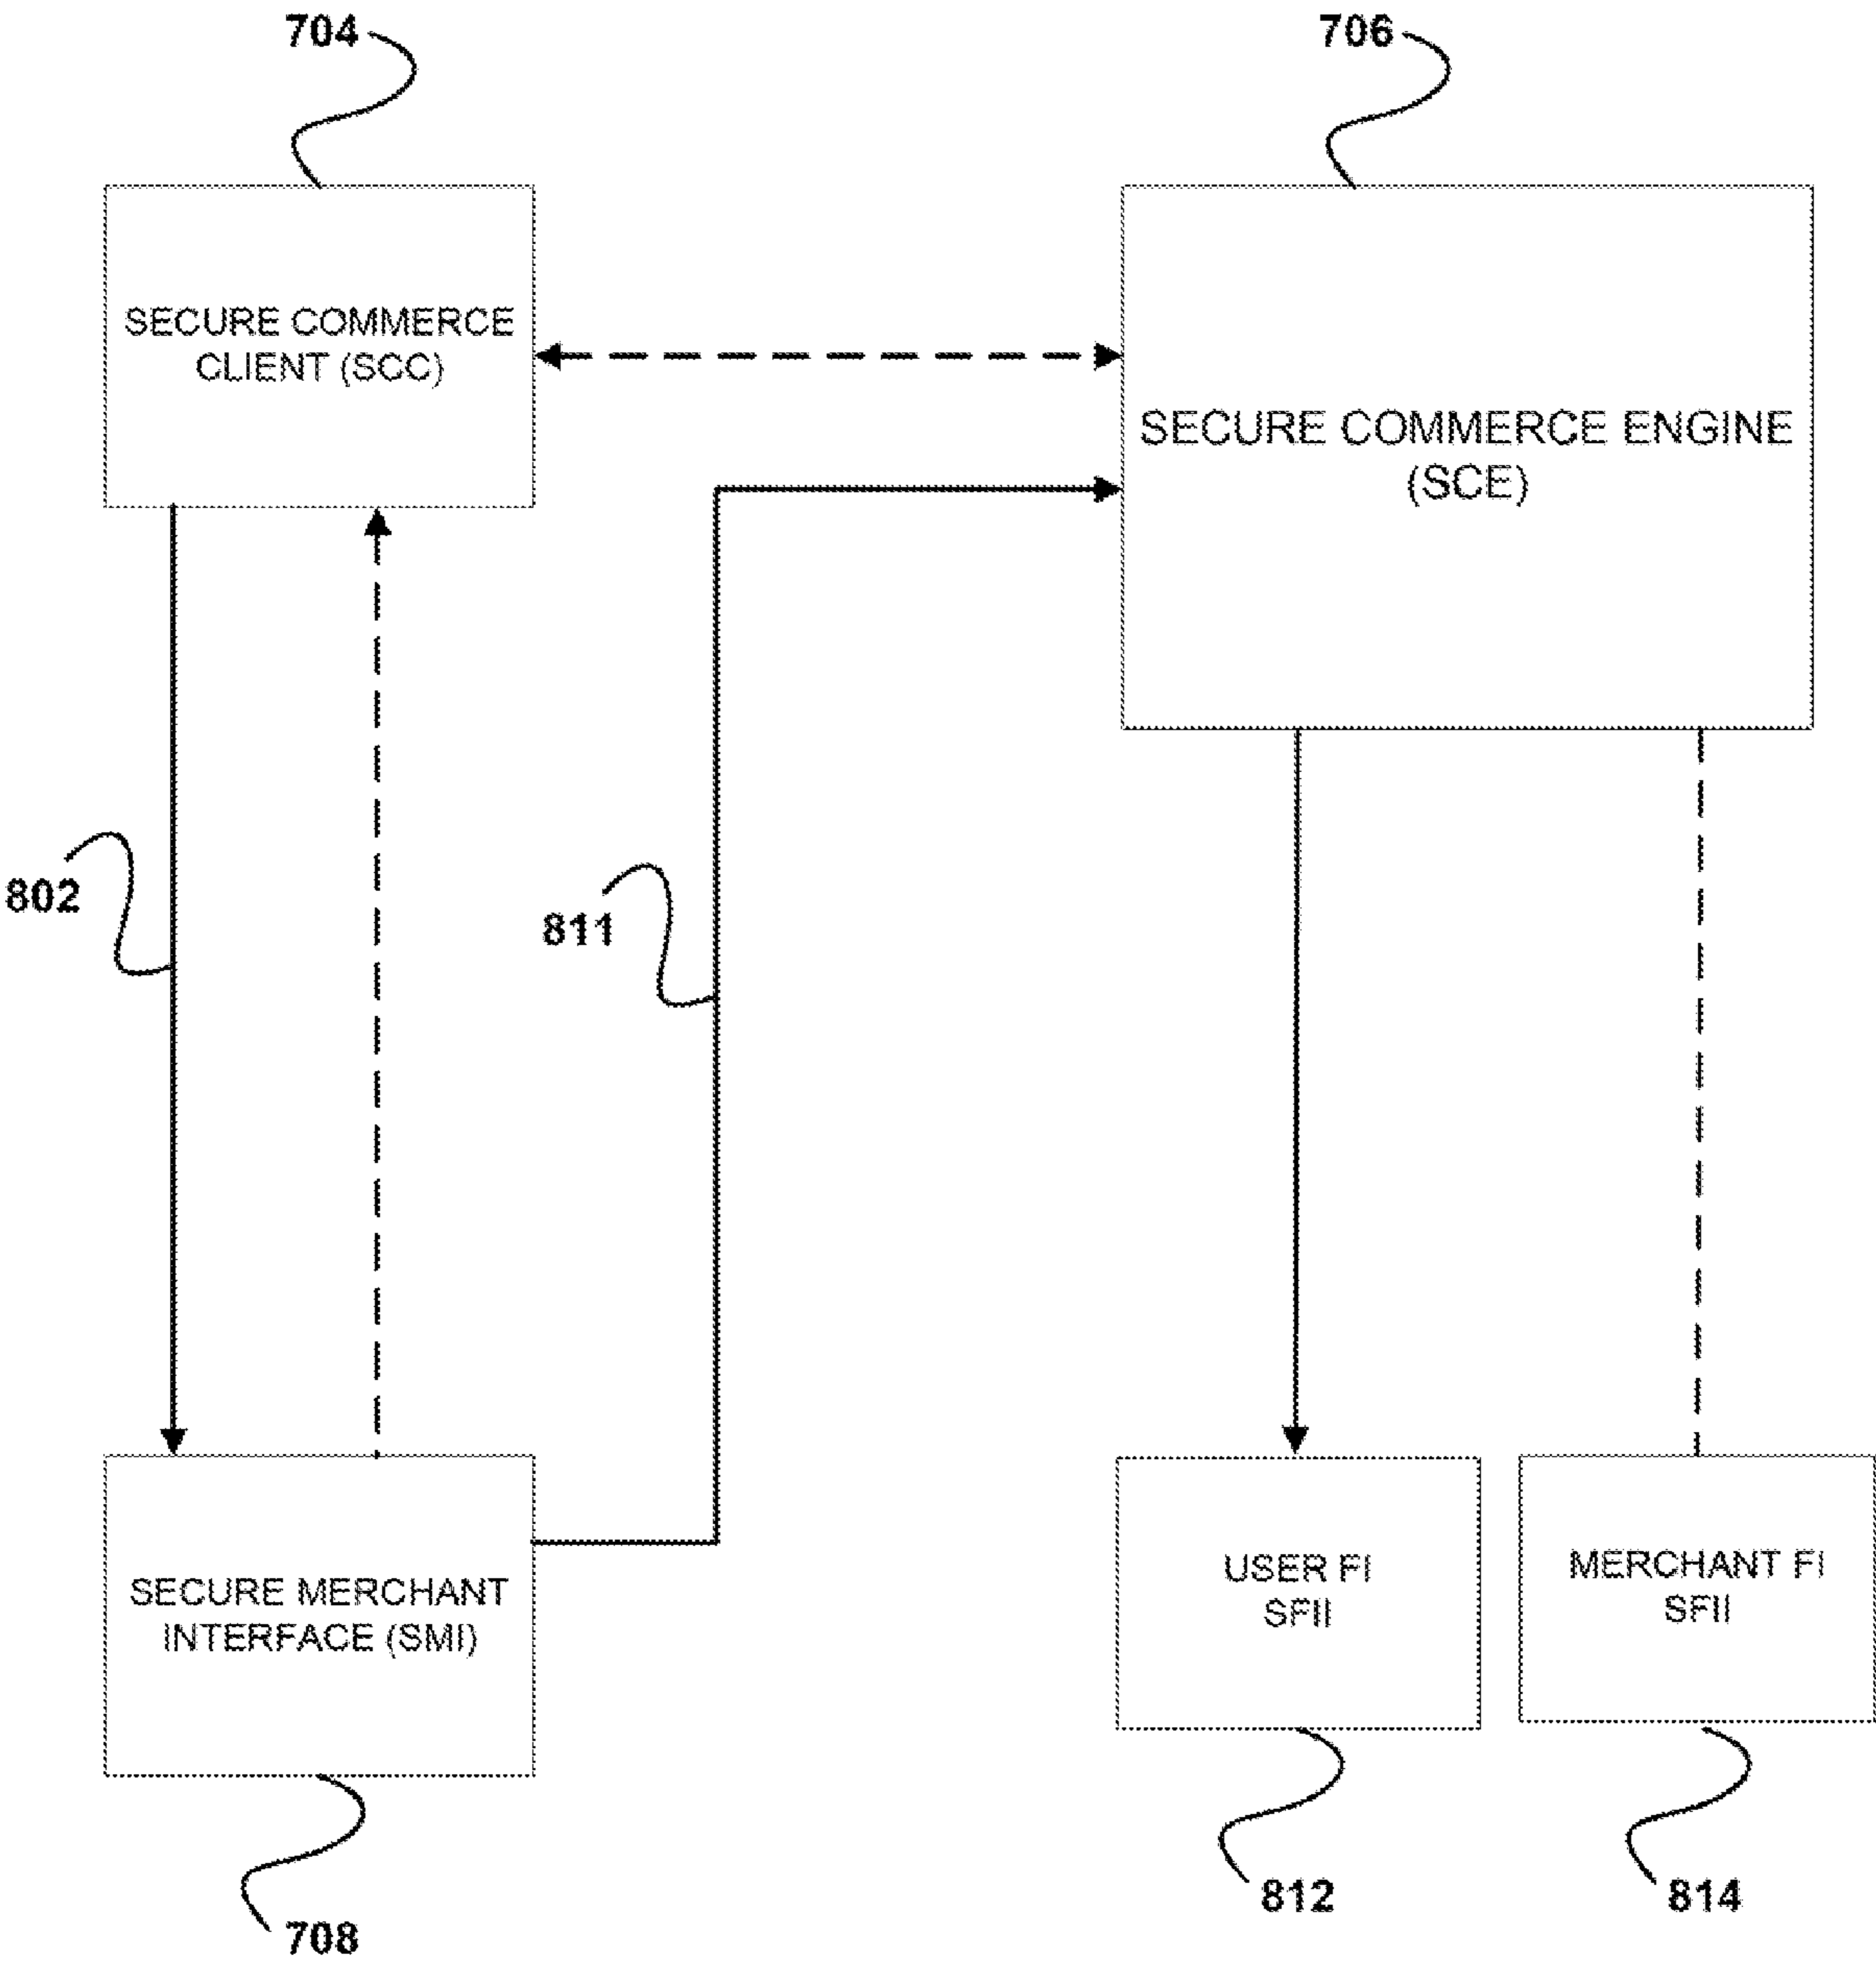 704
706
SECURE COMMERCE
CLIENT (SCC)
SECURE COMMERCE ENGINE
(SCE)
802
811
SECURE MERCHANT
INTERFACE (SMI)
USER FI
SFII
MERCHANT FI
SFII
708
812
814